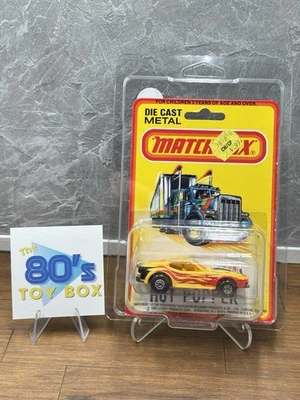 FOR CHILDREN 3 YEARS OF AGE AND OVER
DIE CAST
METAL
MATCHBOX
HOT POPPER
The
80's
TOY BOX